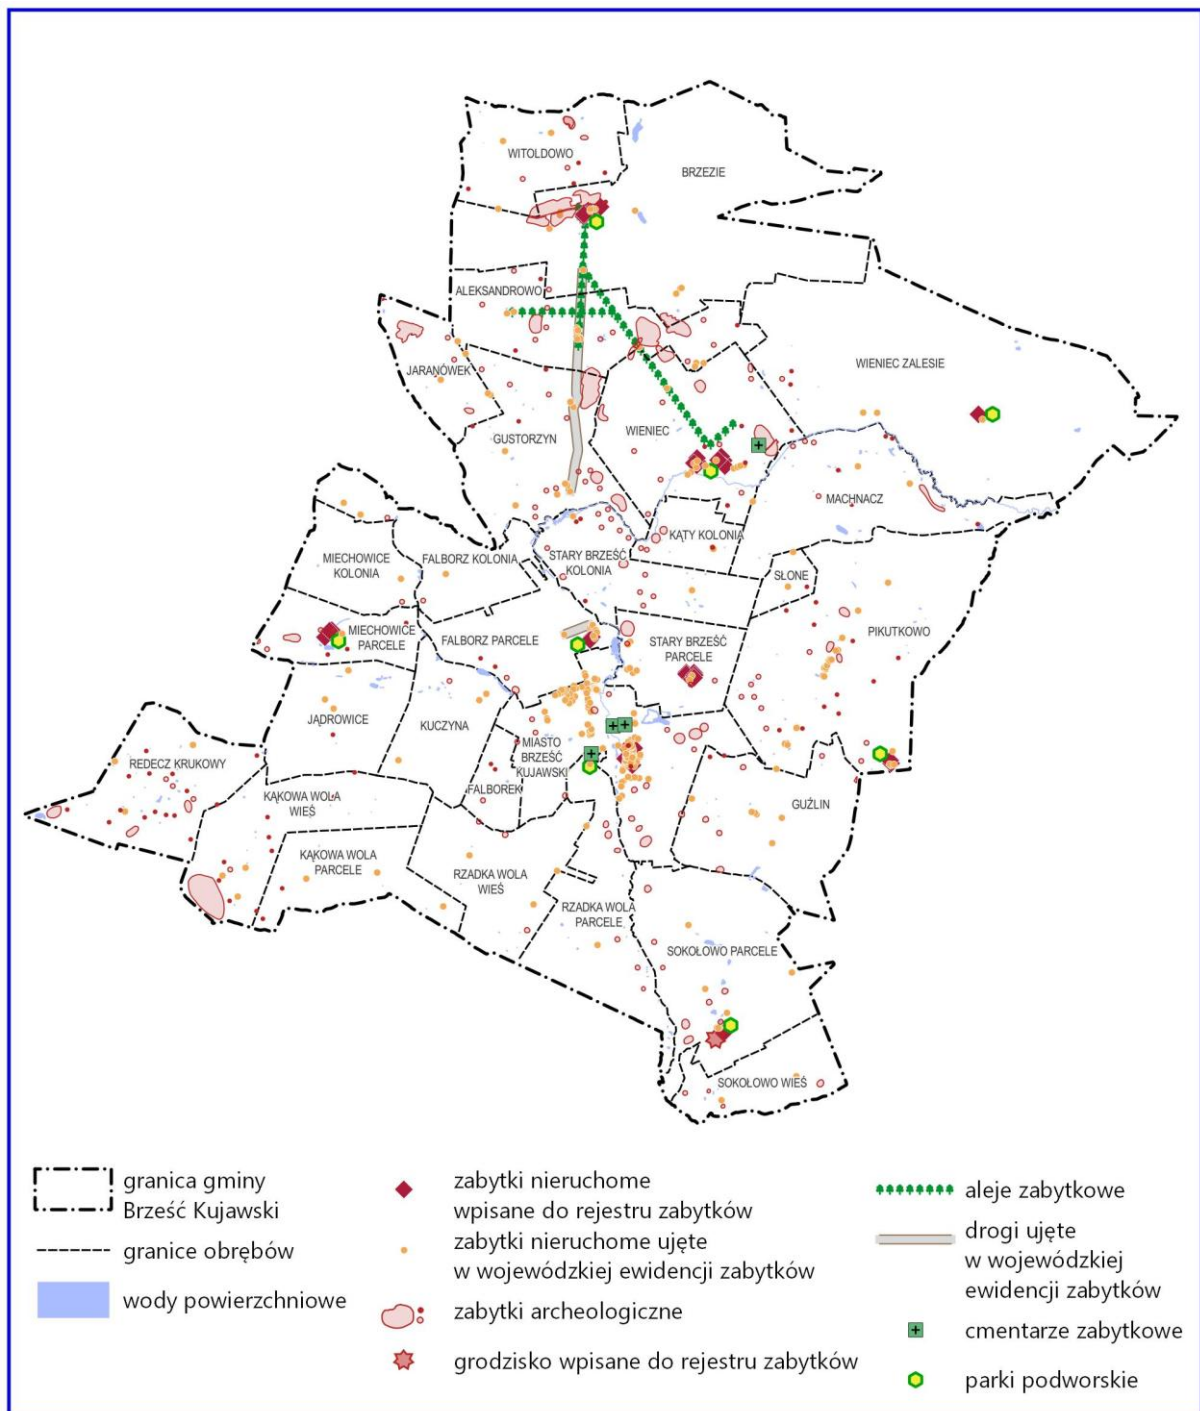 WITOLDOWO
BRZEZIE
ALEKSANDROWO
WIENIEC ZALESIE
JARANÓWEK
WIENIEC
GUSTORZYN
MACHNACZ
KĄTY KOLONIA
MIECHOWICE
KOLONIA
FALBORZ KOLONIA
STARY BRZEŚĆ
KOLONIA
SŁONE
PIKUTKOWO
MIECHOWICE
PARCELE
FALBORZ PARCELE
STARY BRZEŚĆ
PARCELE
JĄDROWICE
KUCZYNA
MIASTO
BRZEŚĆ
KUJAWSKI
REDECZ KRUKOWY
FALBOREK
KĄKOWA WOLA
WIEŚ
GUŹLIN
KĄKOWA WOLA
PARCELE
RZADKA WOLA
WIEŚ
RZADKA WOLA
PARCELE
SOKOŁOWO PARCELE
SOKOŁOWO WIEŚ
granica gminy
Brześć Kujawski
granice obrębów
wody powierzchniowe
zabytki nieruchome
wpisane do rejestru zabytków
zabytki nieruchome ujęte
w wojewódzkiej ewidencji zabytków
zabytki archeologiczne
grodzisko wpisane do rejestru zabytków
aleje zabytkowe
drogi ujęte
w wojewódzkiej
ewidencji zabytków
cmentarze zabytkowe
parki podworskie